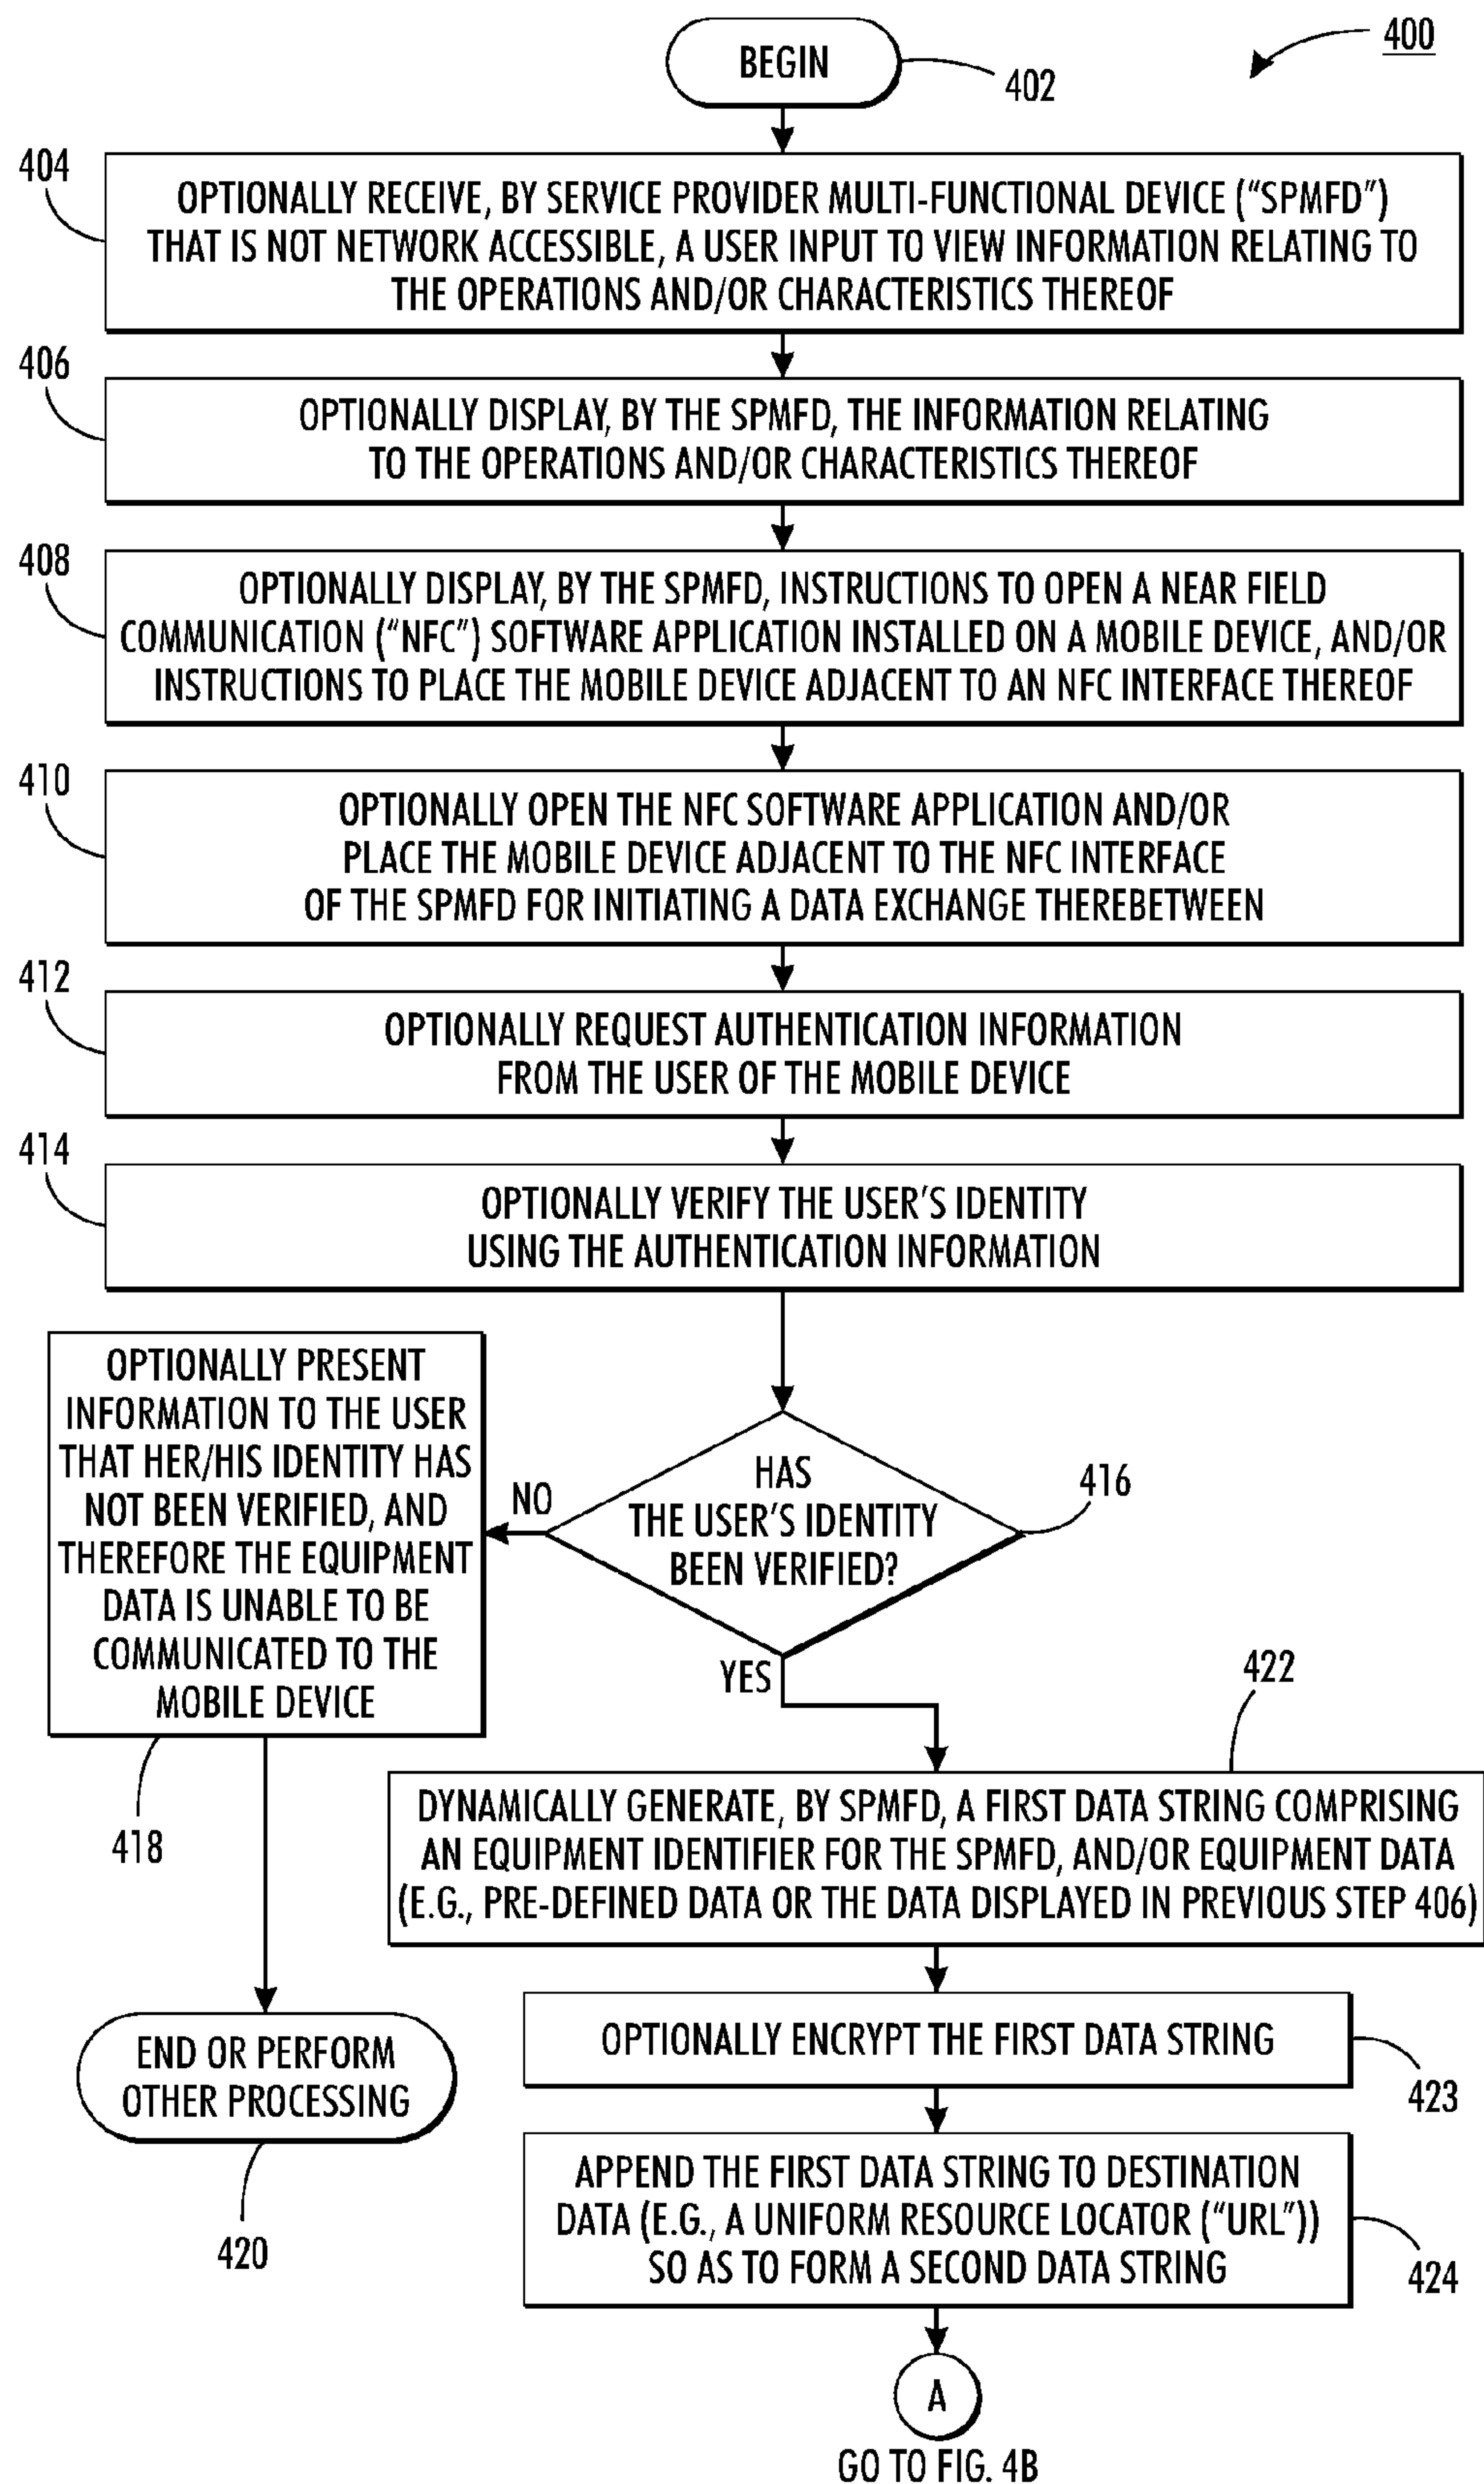 400
BEGIN
402
404
OPTIONALLY RECEIVE, BY SERVICE PROVIDER MULTI-FUNCTIONAL DEVICE (“SPMFD”)
THAT IS NOT NETWORK ACCESSIBLE, A USER INPUT TO VIEW INFORMATION RELATING TO
THE OPERATIONS AND/OR CHARACTERISTICS THEREOF
406
OPTIONALLY DISPLAY, BY THE SPMFD, THE INFORMATION RELATING
TO THE OPERATIONS AND/OR CHARACTERISTICS THEREOF
408
OPTIONALLY DISPLAY, BY THE SPMFD, INSTRUCTIONS TO OPEN A NEAR FIELD
COMMUNICATION (“NFC”) SOFTWARE APPLICATION INSTALLED ON A MOBILE DEVICE, AND/OR
INSTRUCTIONS TO PLACE THE MOBILE DEVICE ADJACENT TO AN NFC INTERFACE THEREOF
410
OPTIONALLY OPEN THE NFC SOFTWARE APPLICATION AND/OR
PLACE THE MOBILE DEVICE ADJACENT TO THE NFC INTERFACE
OF THE SPMFD FOR INITIATING A DATA EXCHANGE THEREBETWEEN
412
OPTIONALLY REQUEST AUTHENTICATION INFORMATION
FROM THE USER OF THE MOBILE DEVICE
414
OPTIONALLY VERIFY THE USER’S IDENTITY
USING THE AUTHENTICATION INFORMATION
HAS
THE USER’S IDENTITY
BEEN VERIFIED?
416
NO
OPTIONALLY PRESENT
INFORMATION TO THE USER
THAT HER/HIS IDENTITY HAS
NOT BEEN VERIFIED, AND
THEREFORE THE EQUIPMENT
DATA IS UNABLE TO BE
COMMUNICATED TO THE
MOBILE DEVICE
418
END OR PERFORM
OTHER PROCESSING
420
YES
422
DYNAMICALLY GENERATE, BY SPMFD, A FIRST DATA STRING COMPRISING
AN EQUIPMENT IDENTIFIER FOR THE SPMFD, AND/OR EQUIPMENT DATA
(E.G., PRE-DEFINED DATA OR THE DATA DISPLAYED IN PREVIOUS STEP 406)
OPTIONALLY ENCRYPT THE FIRST DATA STRING
423
APPEND THE FIRST DATA STRING TO DESTINATION
DATA (E.G., A UNIFORM RESOURCE LOCATOR (“URL”))
SO AS TO FORM A SECOND DATA STRING
424
A
GO TO FIG. 4B